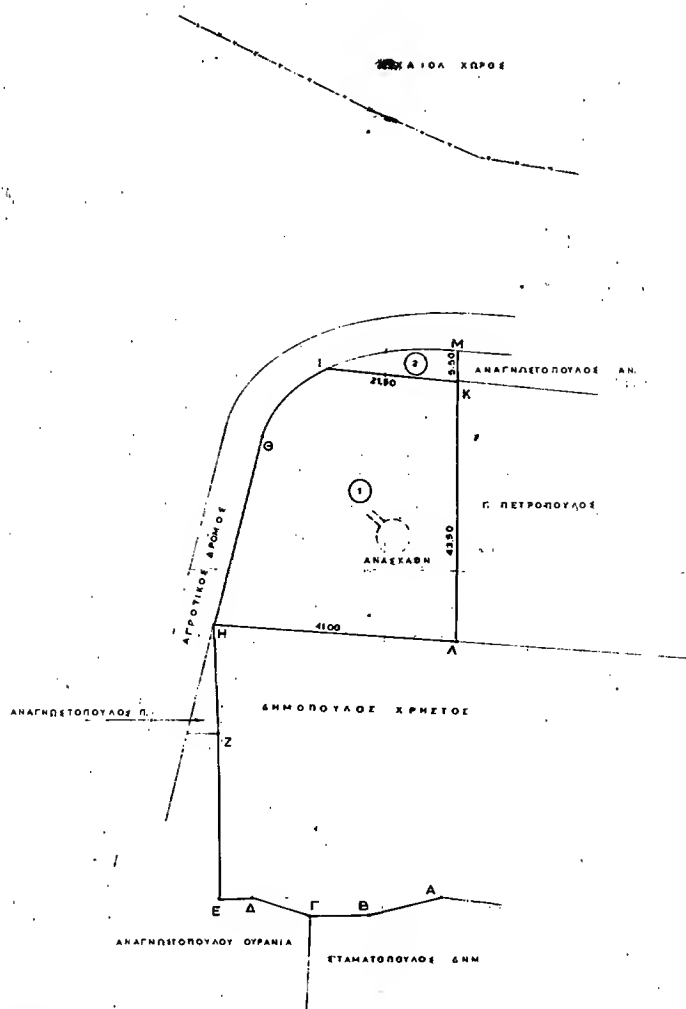 ΧΩΡΟΣ
Μ
Ι
2
5.50
21.50
ΑΝΑΓΝΩΣΤΟΠΟΥΛΟΣ ΑΝ.
Κ
Θ
1
Γ. ΠΕΤΡΟΠΟΥΛΟΣ
43.50
ΑΝΑΣΚΑΦΗ
ΑΓΡΟΤΙΚΟΣ ΔΡΟΜΟΣ
Η
41.00
Λ
ΑΝΑΓΝΩΣΤΟΠΟΥΛΟΣ Π.
ΔΗΜΟΠΟΥΛΟΣ ΧΡΗΣΤΟΣ
Ζ
Α
Ε
Δ
Γ
Β
ΑΝΑΓΝΩΣΤΟΠΟΥΛΟΥ ΟΥΡΑΝΙΑ
ΣΤΑΜΑΤΟΠΟΥΛΟΣ ΔΗΜ